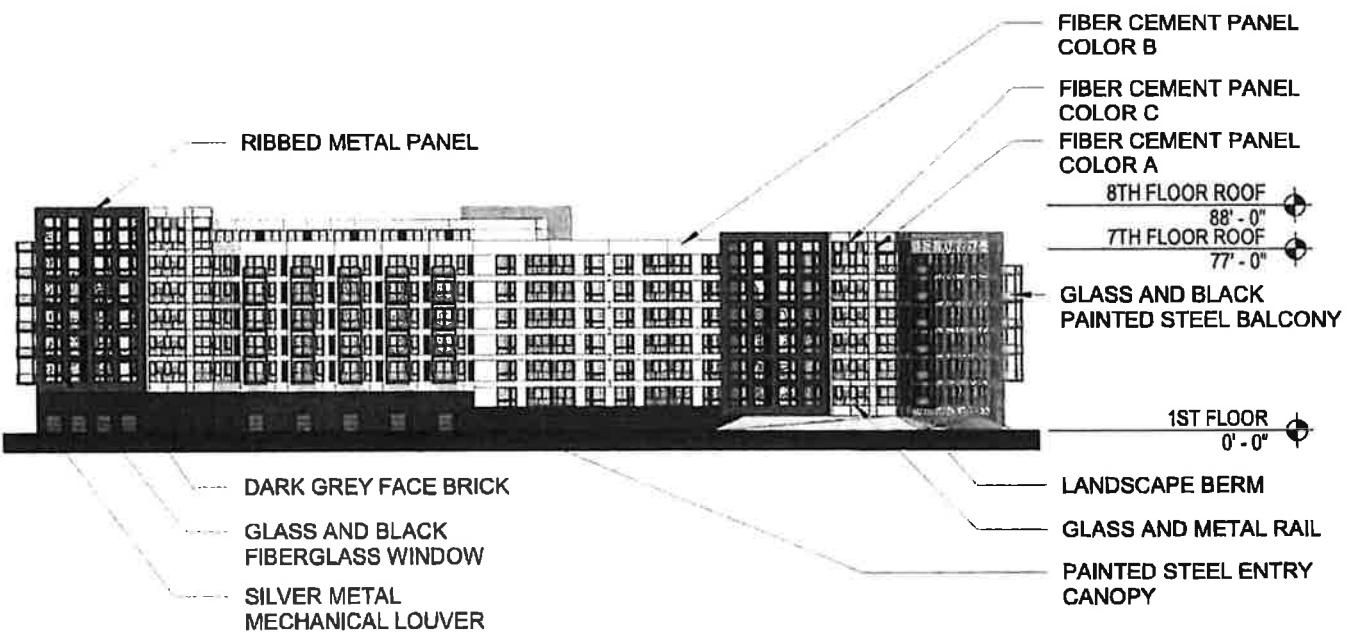 FIBER CEMENT PANEL
COLOR B
FIBER CEMENT PANEL
COLOR C
RIBBED METAL PANEL
FIBER CEMENT PANEL
COLOR A
8TH FLOOR ROOF
88' - 0"
7TH FLOOR ROOF
77' - 0"
GLASS AND BLACK
PAINTED STEEL BALCONY
1ST FLOOR
0' - 0"
DARK GREY FACE BRICK
LANDSCAPE BERM
GLASS AND BLACK
FIBERGLASS WINDOW
GLASS AND METAL RAIL
SILVER METAL
MECHANICAL LOUVER
PAINTED STEEL ENTRY
CANOPY